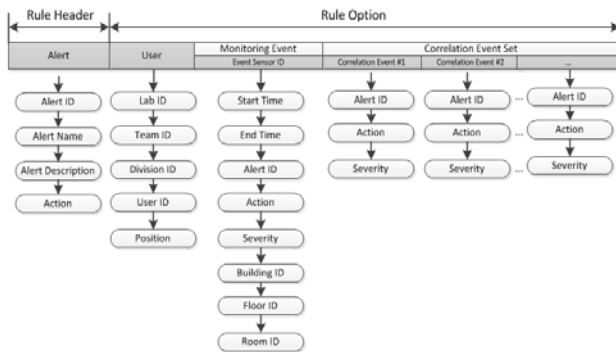 Rule Header
Rule Option
Alert
User
Monitoring Event
Event Sensor ID
Correlation Event Set
Correlation Event #1
Correlation Event #2
...
Alert ID
Alert Name
Alert Description
Action
Lab ID
Team ID
Division ID
User ID
Position
Start Time
End Time
Alert ID
Action
Severity
Building ID
Floor ID
Room ID
Alert ID
Action
Severity
Alert ID
Action
Severity
...
...
...
Alert ID
Action
Severity